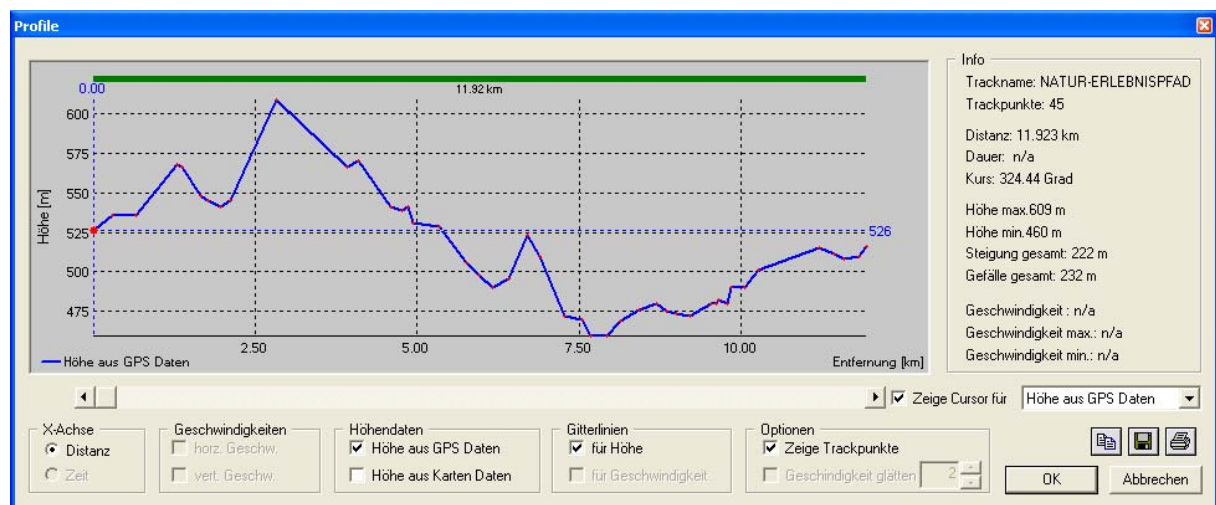 Profile
0.00
11.92 km
600
575
550
525
500
475
Höhe [m]
526
2.50
5.00
7.50
10.00
Höhe aus GPS Daten
Entfernung [km]
Info
Trackname: NATUR-ERLEBNISPFAD
Trackpunkte: 45
Distanz: 11.923 km
Dauer: n/a
Kurs: 324.44 Grad
Höhe max.609 m
Höhe min.460 m
Steigung gesamt: 222 m
Gefälle gesamt: 232 m
Geschwindigkeit : n/a
Geschwindigkeit max.: n/a
Geschwindigkeit min.: n/a
Zeige Cursor für
Höhe aus GPS Daten
X-Achse
Distanz
Zeit
Geschwindigkeiten
horz. Geschw.
vert. Geschw.
Höhendaten
Höhe aus GPS Daten
Höhe aus Karten Daten
Gitterlinien
für Höhe
für Geschwindigkeit
Optionen
Zeige Trackpunkte
Geschindigkeit glätten 2
OK
Abbrechen